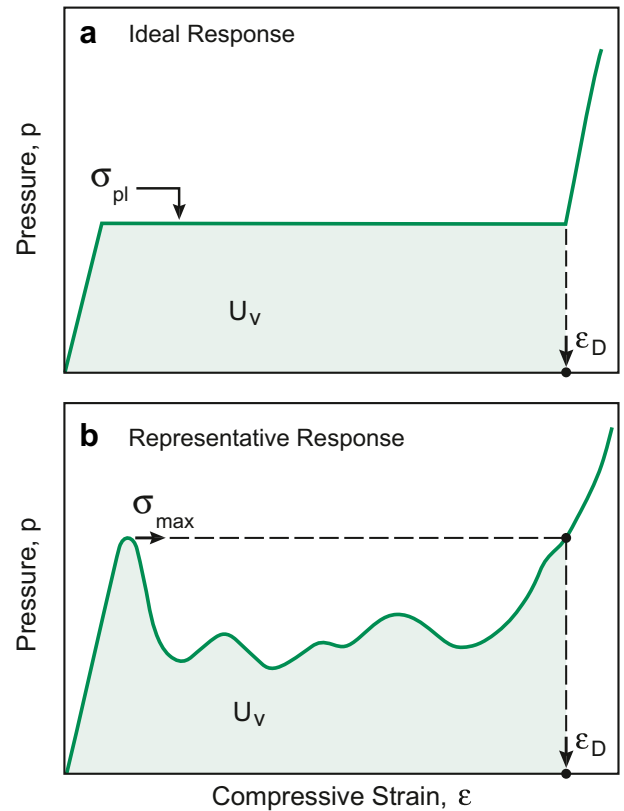 a Ideal Response
Pressure, p
σpl
Uv
εD
b Representative Response
Pressure, p
σmax
Uv
εD
Compressive Strain, ε